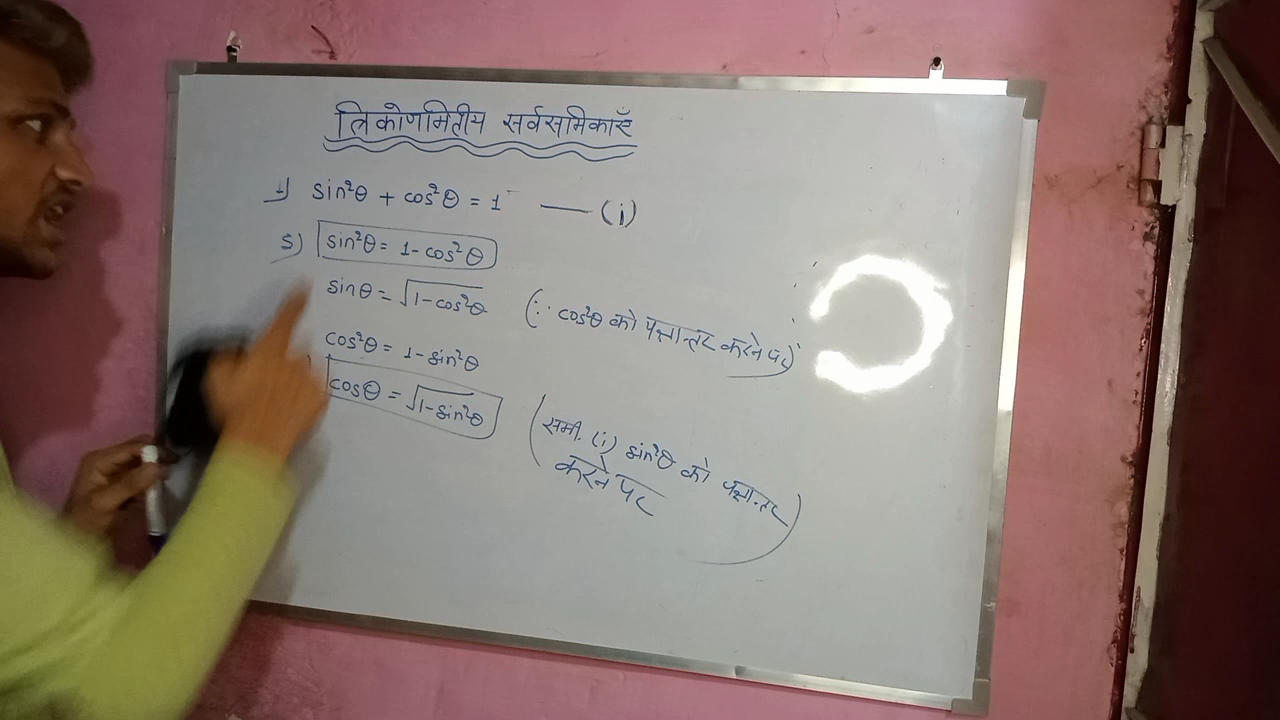 त्रिकोणमितीय सर्वसमिकाएँ
1) sin²θ + cos²θ = 1 — (i)
5) sin²θ = 1 - cos²θ
sinθ = √1-cos²θ (∵ cos²θ को पक्षान्तर करने पर)
cos²θ = 1 - sin²θ
cosθ = √1-sin²θ (समी. (i) sin²θ को पक्षान्तर
करने पर)